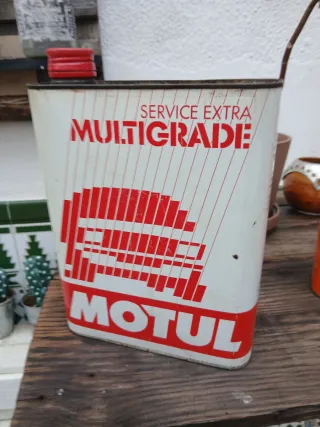 SERVICE EXTRA
MULTIGRADE
MOTUL